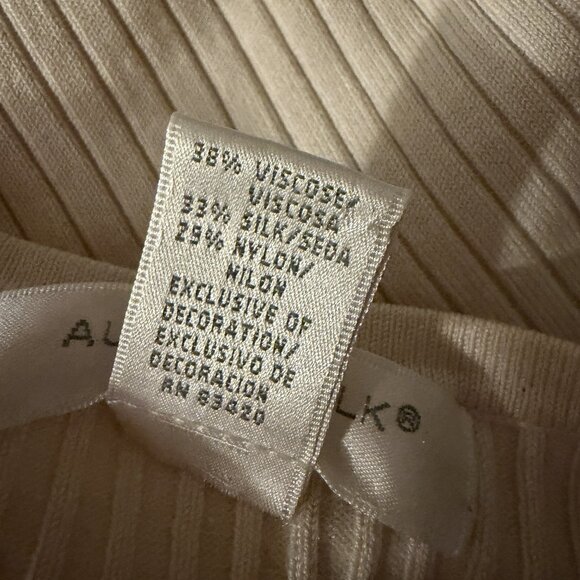 38% VISCOSE/
VISCOSA
33% SILK/SEDA
29% NYLON/
NILON
EXCLUSIVE OF
DECORATION/
EXCLUSIVO DE
DECORACION
RN 83420